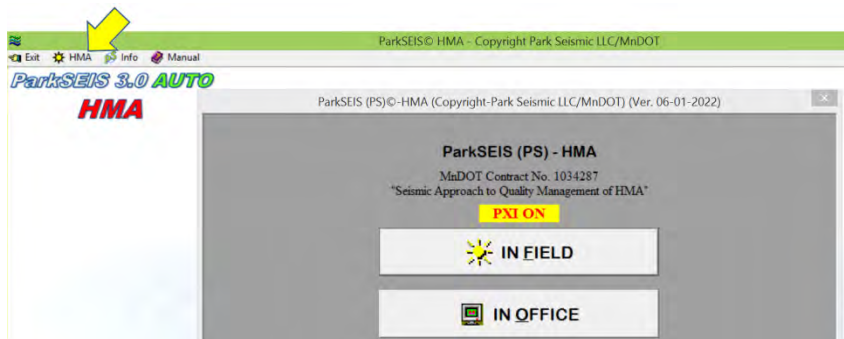 ParkSEIS© HMA - Copyright Park Seismic LLC/MnDOT
Exit HMA Info Manual
ParkSEIS 3.0 AUTO
HMA
ParkSEIS (PS)©-HMA (Copyright-Park Seismic LLC/MnDOT) (Ver. 06-01-2022)
ParkSEIS (PS) - HMA
MnDOT Contract No. 1034287
"Seismic Approach to Quality Management of HMA"
PXI ON
IN FIELD
IN OFFICE